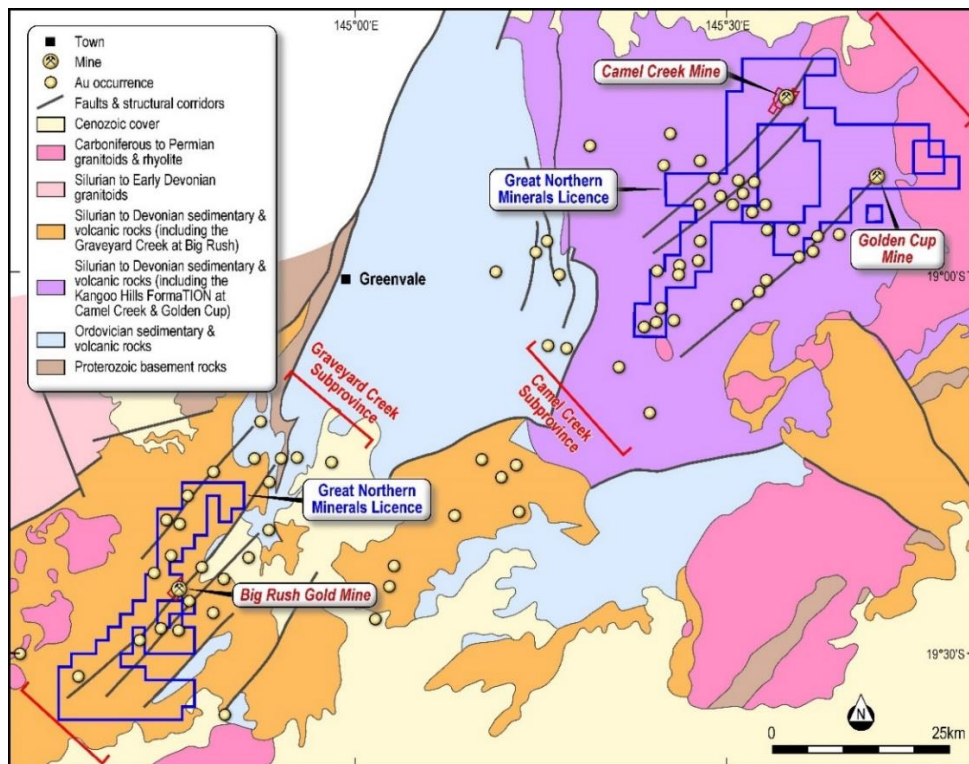 145°00'E
145°30'E
Town
Mine
Au occurrence
Faults & structural corridors
Cenozoic cover
Carboniferous to Permian
granitoids & rhyolite
Silurian to Early Devonian
granitoids
Silurian to Devonian sedimentary &
volcanic rocks (including the
Graveyard Creek at Big Rush)
Silurian to Devonian sedimentary &
volcanic rocks (including the
Kangoo Hills FormaTION at
Camel Creek & Golden Cup)
Ordovician sedimentary &
volcanic rocks
Proterozoic basement rocks
Camel Creek Mine
Great Northern
Minerals Licence
Golden Cup
Mine
19°00'S
Greenvale
Graveyard Creek
Subprovince
Camel Creek
Subprovince
Great Northern
Minerals Licence
Big Rush Gold Mine
19°30'S
N
0 25km